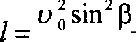 l = υ₀² sin² β